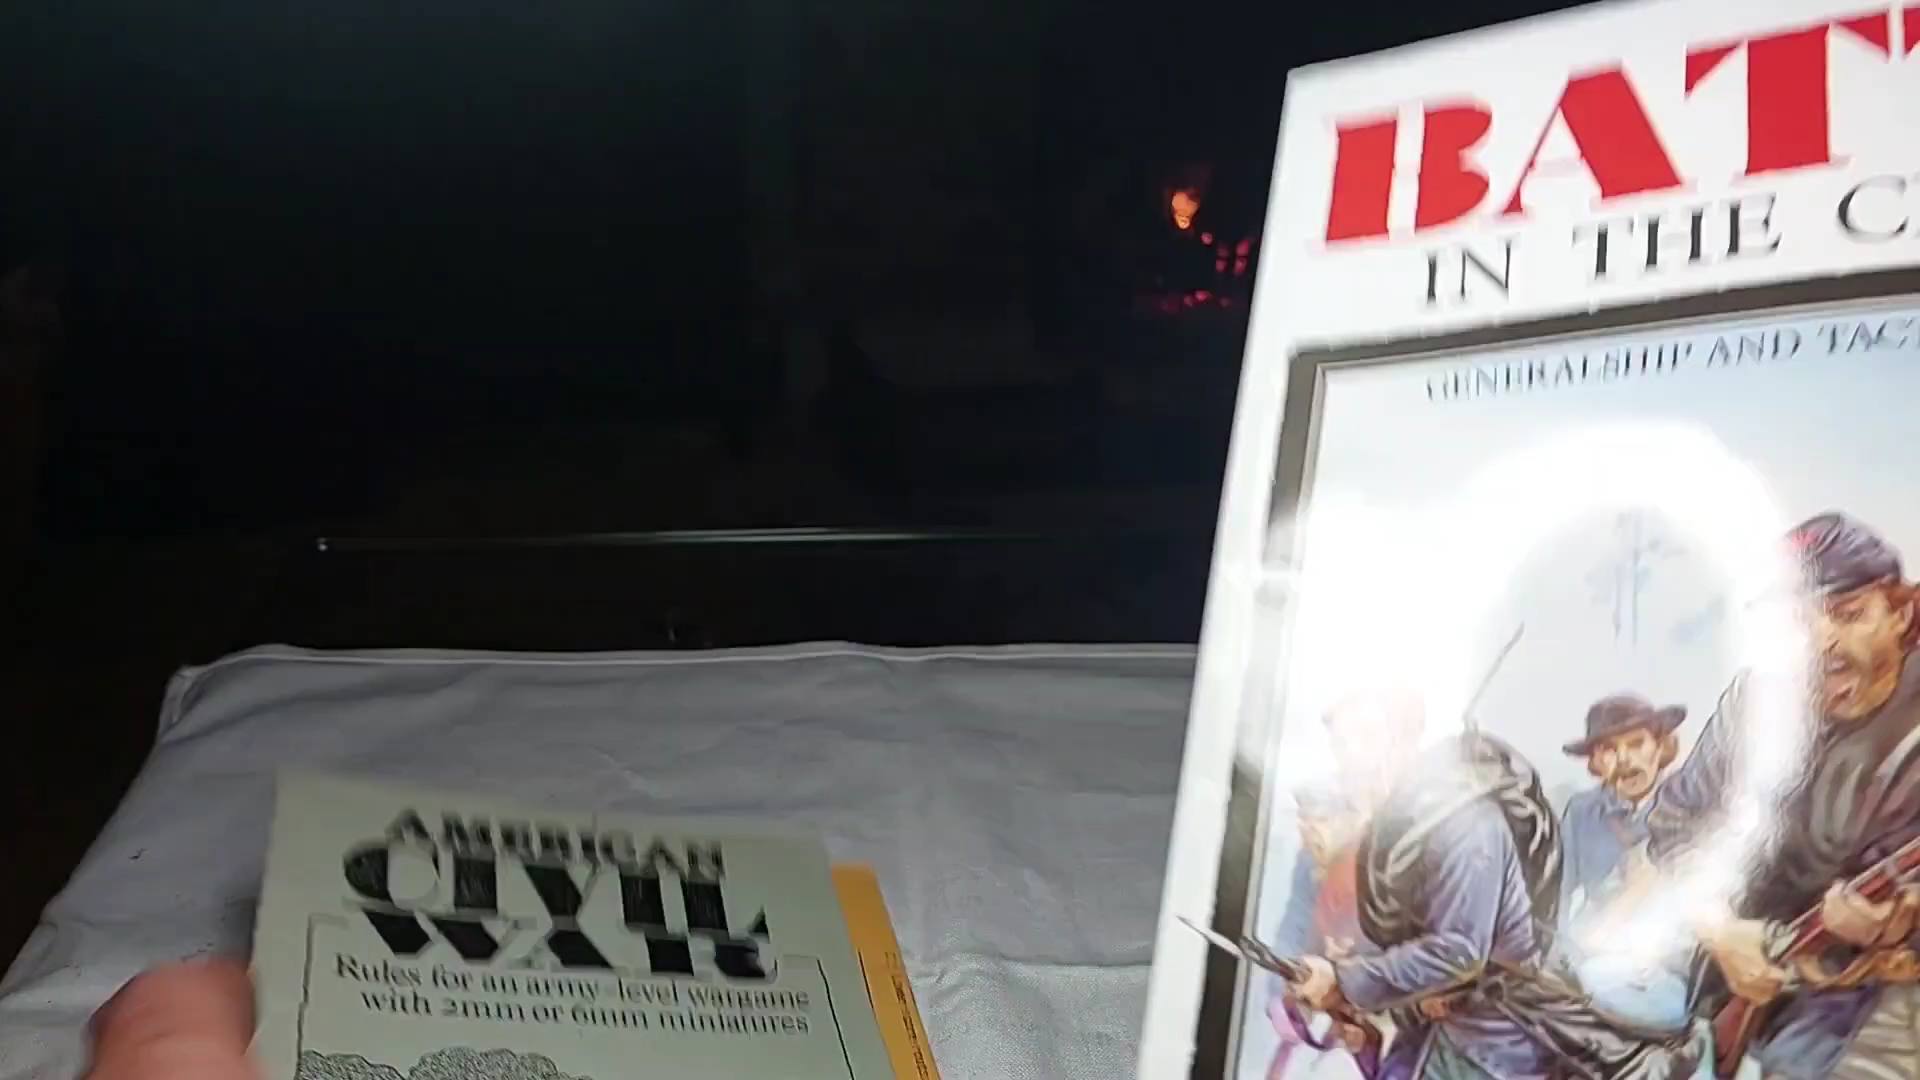 BAT
IN THE
GENERALSHIP AND TACT
AMERICAN
CIVIL
WAR
Rules for an army-level wargame
with 2mm or 6mm miniatures